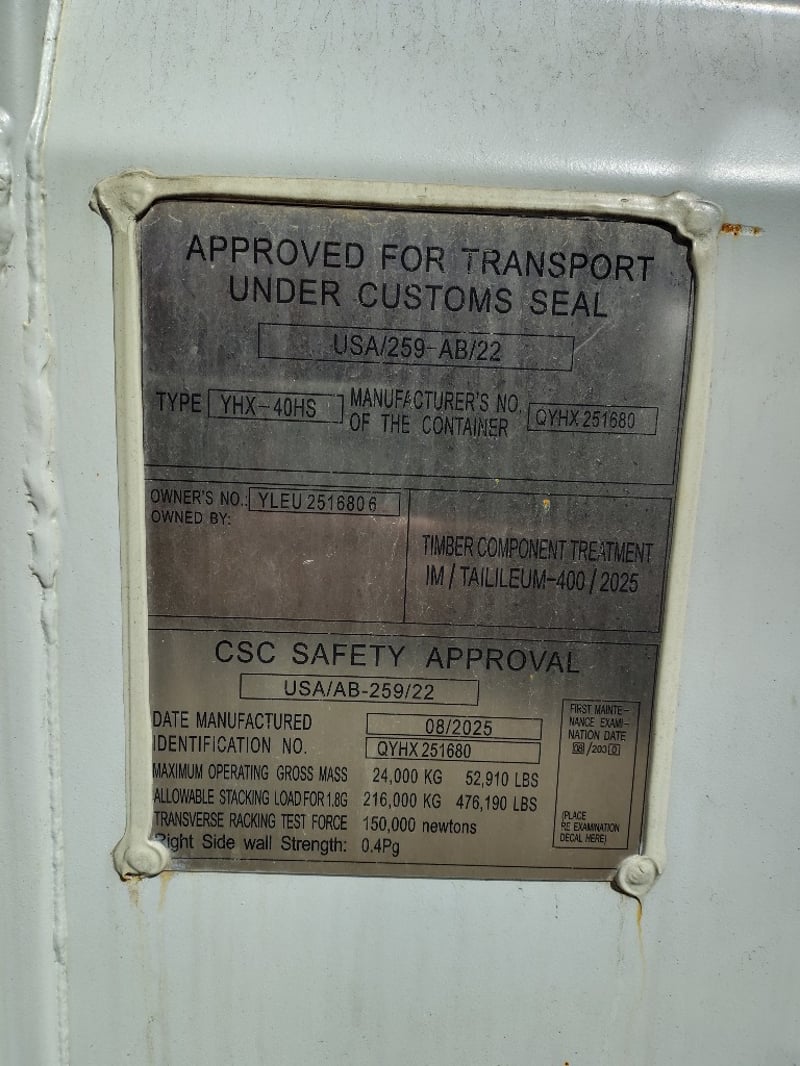 APPROVED FOR TRANSPORT
UNDER CUSTOMS SEAL
USA/259-AB/22
TYPE YHX-40HS
MANUFACTURER'S NO.
OF THE CONTAINER
QYHX 251680
OWNER'S NO.: YLEU 2516806
OWNED BY:
TIMBER COMPONENT TREATMENT
IM / TAILILEUM-400 / 2025
CSC SAFETY APPROVAL
USA/AB-259/22
DATE MANUFACTURED 08/2025
IDENTIFICATION NO. QYHX 251680
MAXIMUM OPERATING GROSS MASS 24,000 KG 52,910 LBS
ALLOWABLE STACKING LOAD FOR 1.8G 216,000 KG 476,190 LBS
TRANSVERSE RACKING TEST FORCE 150,000 newtons
Right Side wall Strength: 0.4Pg
FIRST MAINTE-
NANCE EXAMI-
NATION DATE
08 /2030
(PLACE
RE EXAMINATION
DECAL HERE)